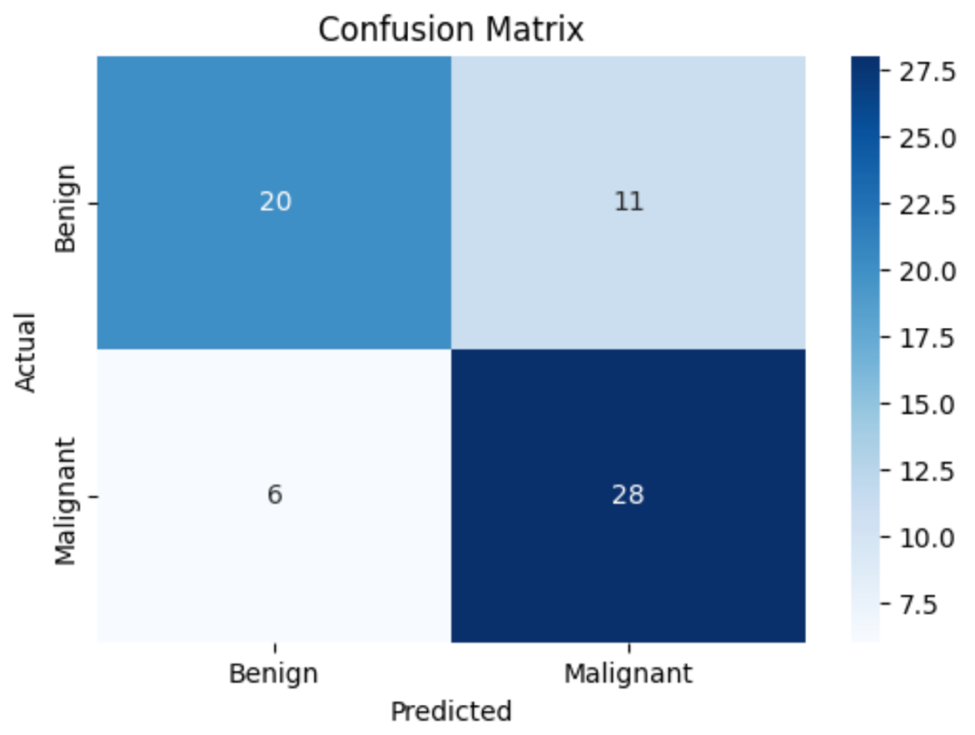 Confusion Matrix
Actual
Benign
20
11
Malignant
6
28
Benign
Malignant
Predicted
27.5
25.0
22.5
20.0
17.5
15.0
12.5
10.0
7.5